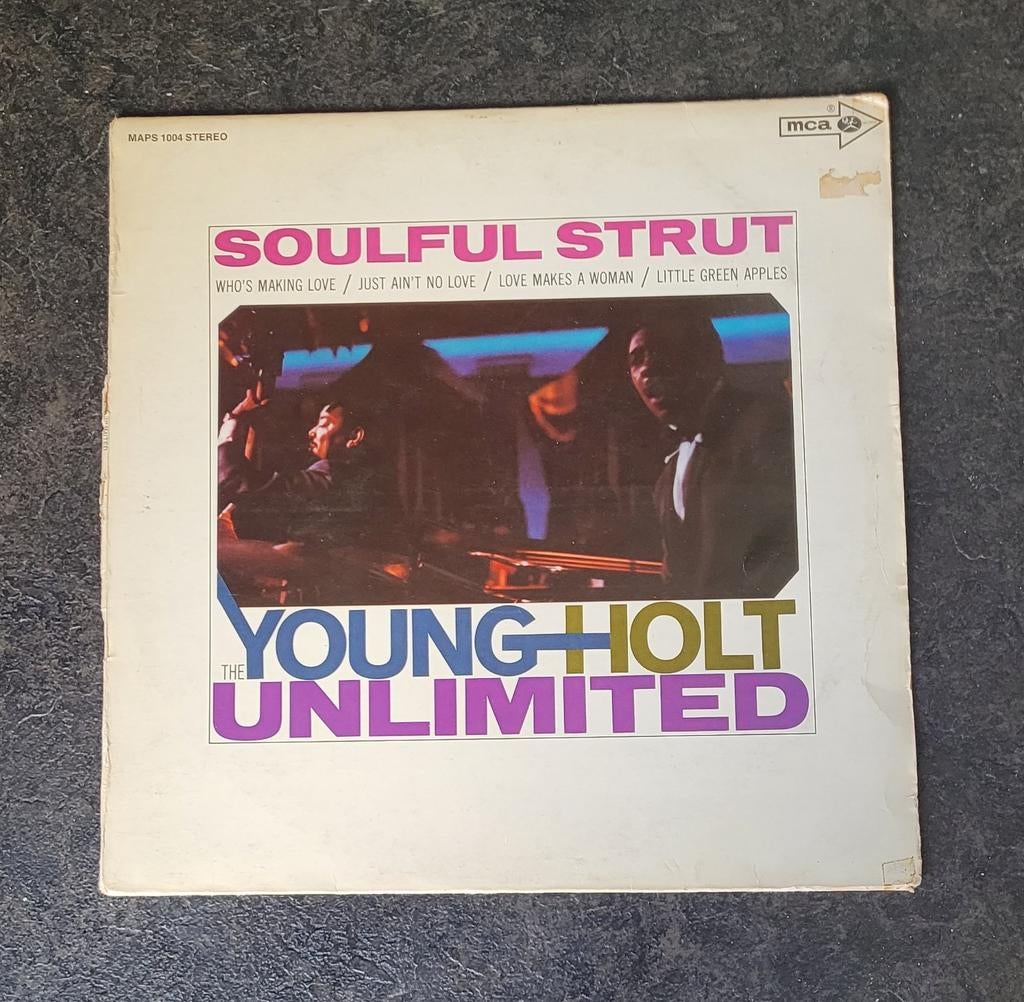 MAPS 1004 STEREO
mca ®
SOULFUL STRUT
WHO'S MAKING LOVE / JUST AIN'T NO LOVE / LOVE MAKES A WOMAN / LITTLE GREEN APPLES
THE YOUNG-HOLT
UNLIMITED